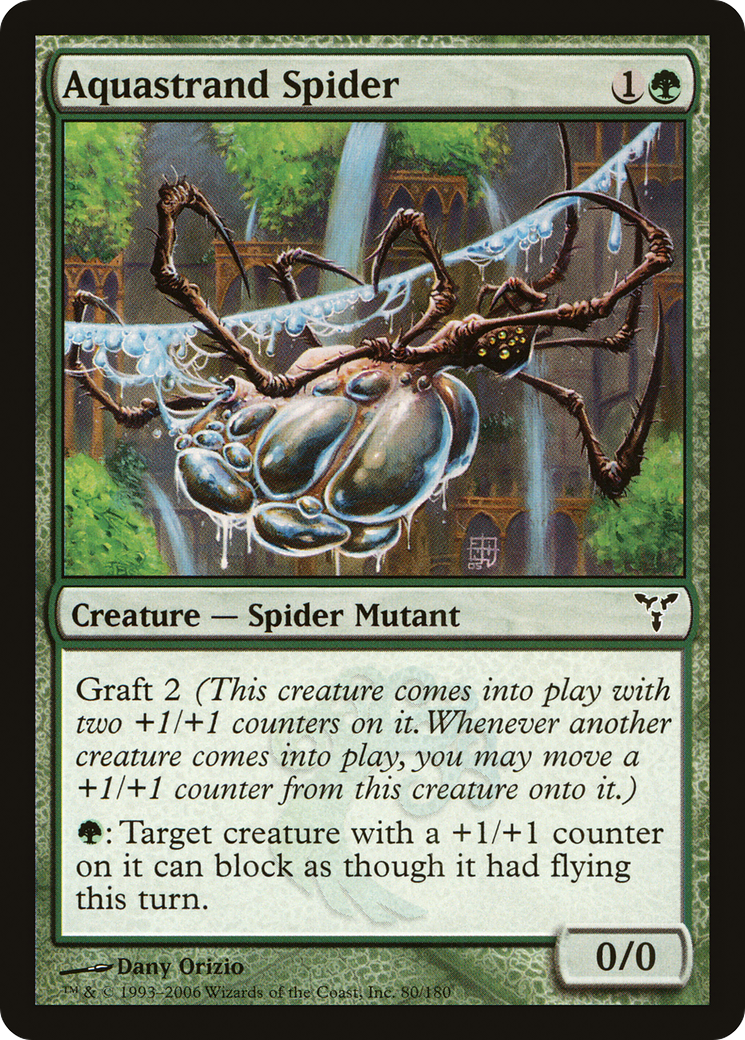 Aquastrand Spider 1
Creature — Spider Mutant
Graft 2 (This creature comes into play with
two +1/+1 counters on it. Whenever another
creature comes into play, you may move a
+1/+1 counter from this creature onto it.)
: Target creature with a +1/+1 counter
on it can block as though it had flying
this turn.
0/0
Dany Orizio
™ & © 1993–2006 Wizards of the Coast, Inc. 80/180